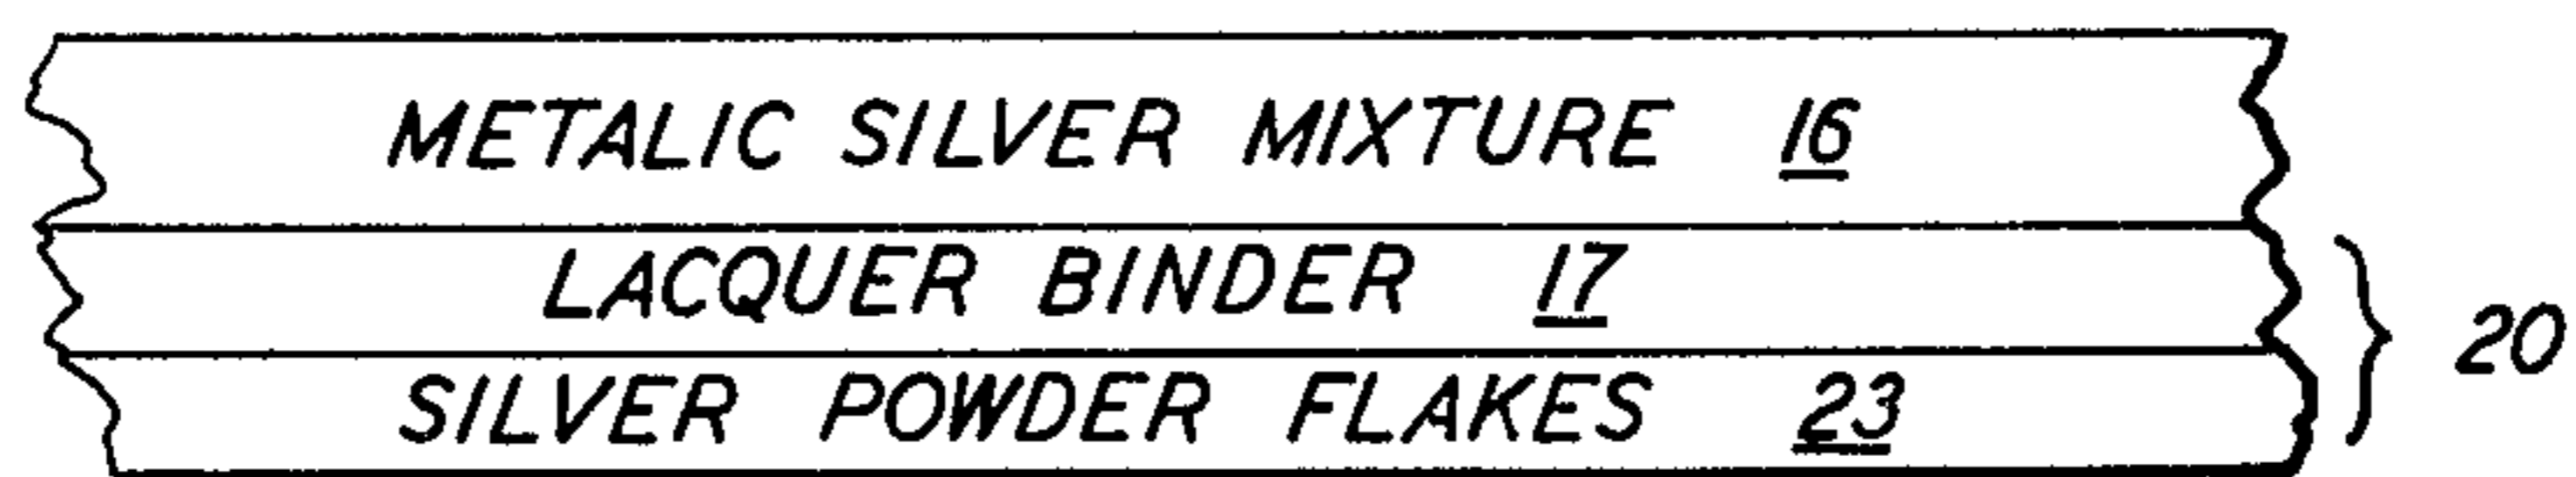 METALIC SILVER MIXTURE 16
LACQUER BINDER 17
20
SILVER POWDER FLAKES 23